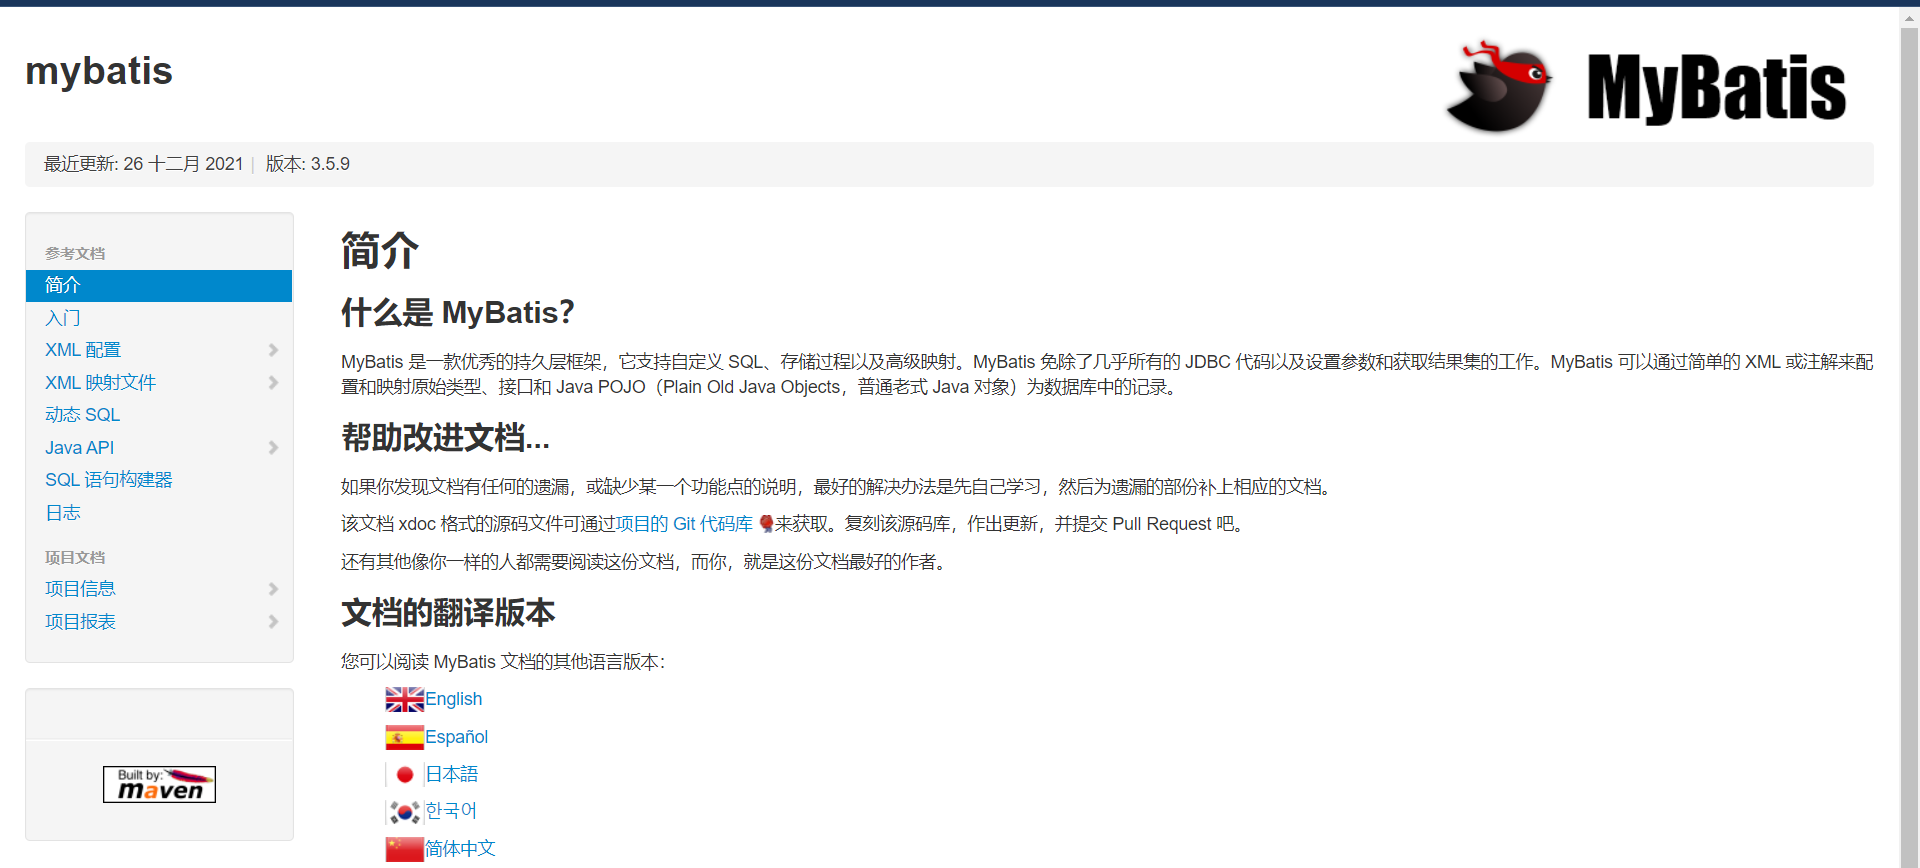 mybatis
MyBatis
最近更新: 26 十二月 2021 | 版本: 3.5.9
参考文档
简介
入门
XML 配置
XML 映射文件
动态 SQL
Java API
SQL 语句构建器
日志
项目文档
项目信息
项目报表
Built by:
maven
简介
什么是 MyBatis？
MyBatis 是一款优秀的持久层框架，它支持自定义 SQL、存储过程以及高级映射。MyBatis 免除了几乎所有的 JDBC 代码以及设置参数和获取结果集的工作。MyBatis 可以通过简单的 XML 或注解来配
置和映射原始类型、接口和 Java POJO（Plain Old Java Objects，普通老式 Java 对象）为数据库中的记录。
帮助改进文档...
如果你发现文档有任何的遗漏，或缺少某一个功能点的说明，最好的解决办法是先自己学习，然后为遗漏的部份补上相应的文档。
该文档 xdoc 格式的源码文件可通过项目的 Git 代码库 来获取。复刻该源码库，作出更新，并提交 Pull Request 吧。
还有其他像你一样的人都需要阅读这份文档，而你，就是这份文档最好的作者。
文档的翻译版本
您可以阅读 MyBatis 文档的其他语言版本：
English
Español
日本語
한국어
简体中文